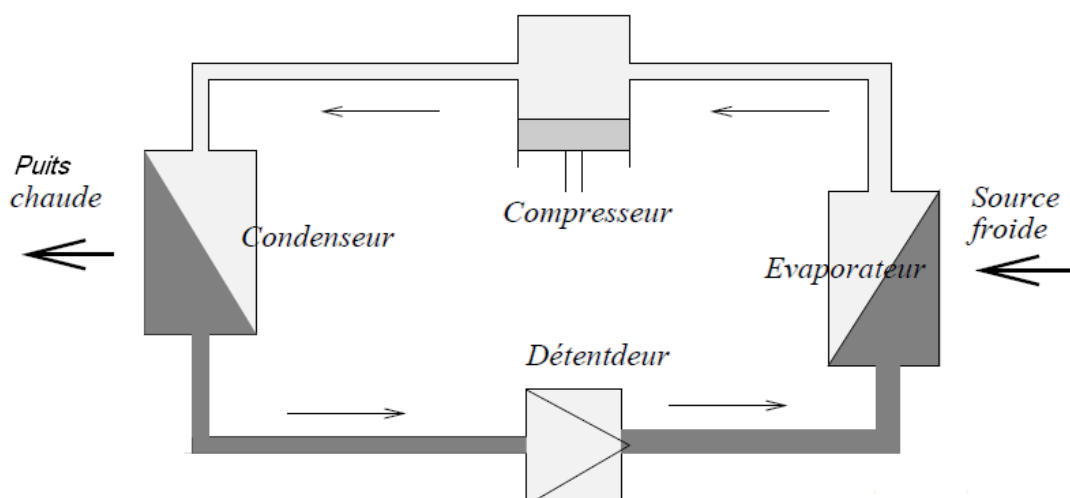 Puits
chaude
Condenseur
Compresseur
Source
froide
Evaporateur
Détentdeur